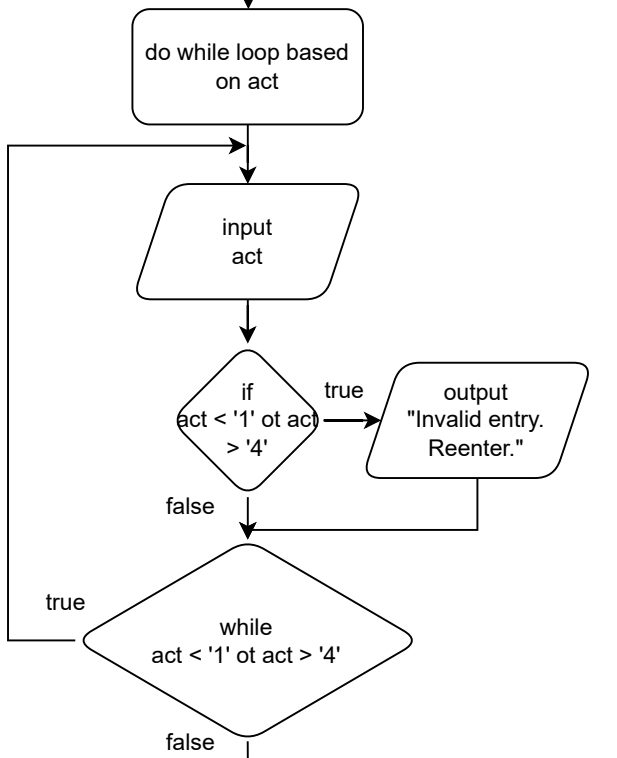 do while loop based
on act
input
act
if
act < '1' ot act
> '4'
true
output
"Invalid entry.
Reenter."
false
true
while
act < '1' ot act > '4'
false